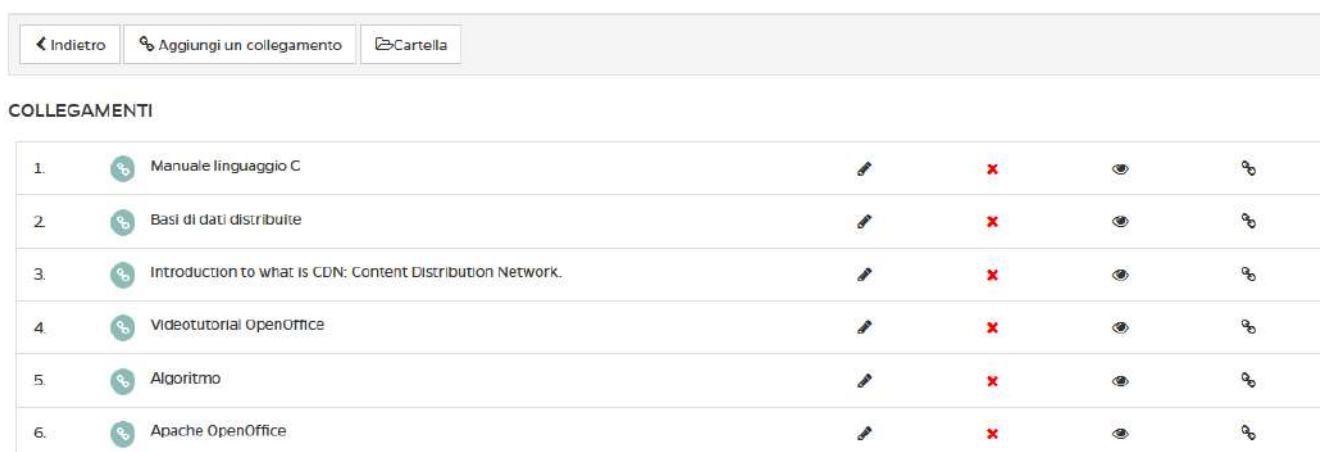 Indietro Aggiungi un collegamento Cartella
COLLEGAMENTI
1. Manuale linguaggio C
2. Basi di dati distribuite
3. Introduction to what is CDN: Content Distribution Network.
4. Videotutorial OpenOffice
5. Algoritmo
6. Apache OpenOffice